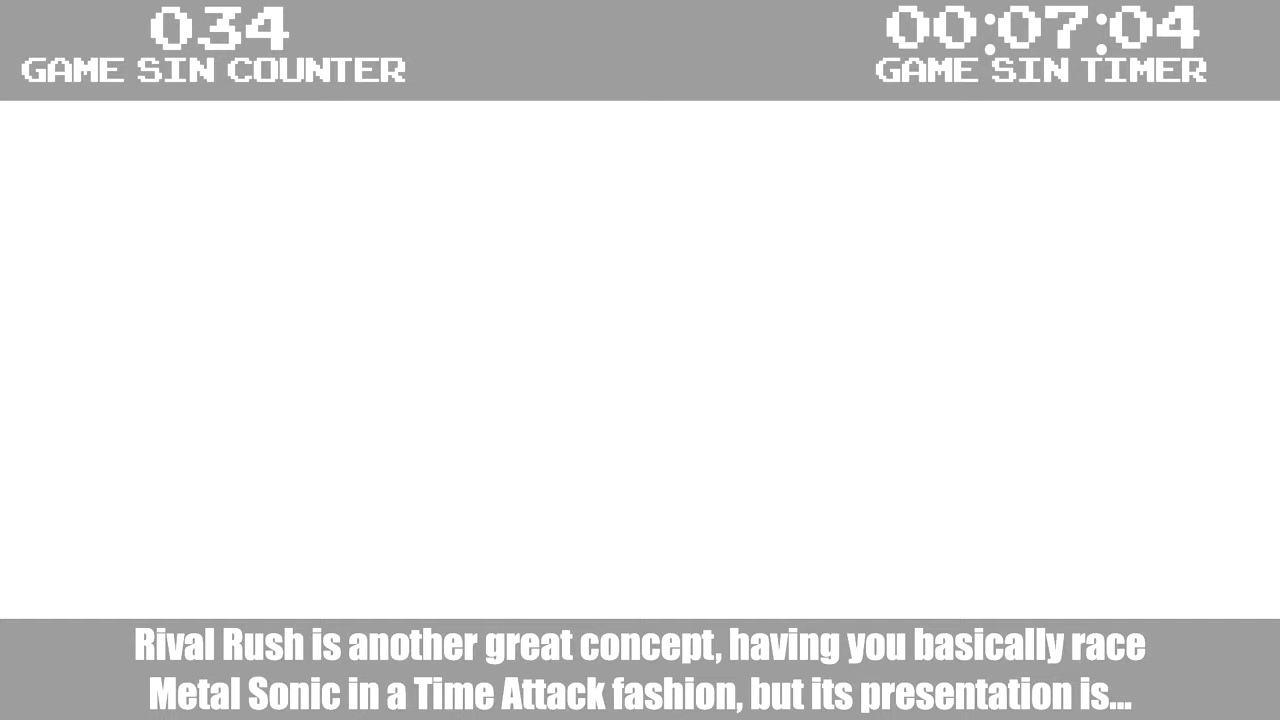 034
GAME SIN COUNTER
00:07:04
GAME SIN TIMER
Rival Rush is another great concept, having you basically race
Metal Sonic in a Time Attack fashion, but its presentation is...